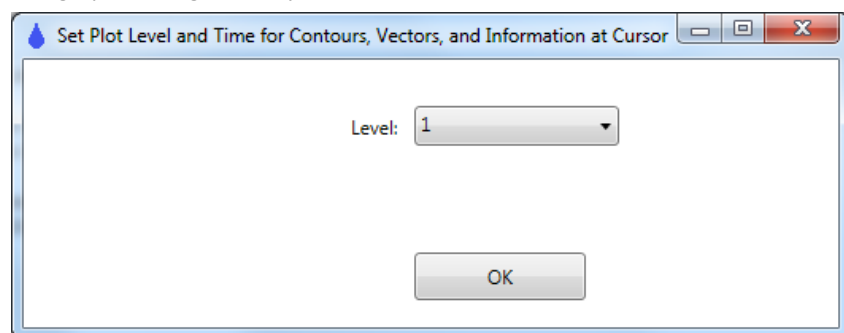 Set Plot Level and Time for Contours, Vectors, and Information at Cursor
Level: 1
OK